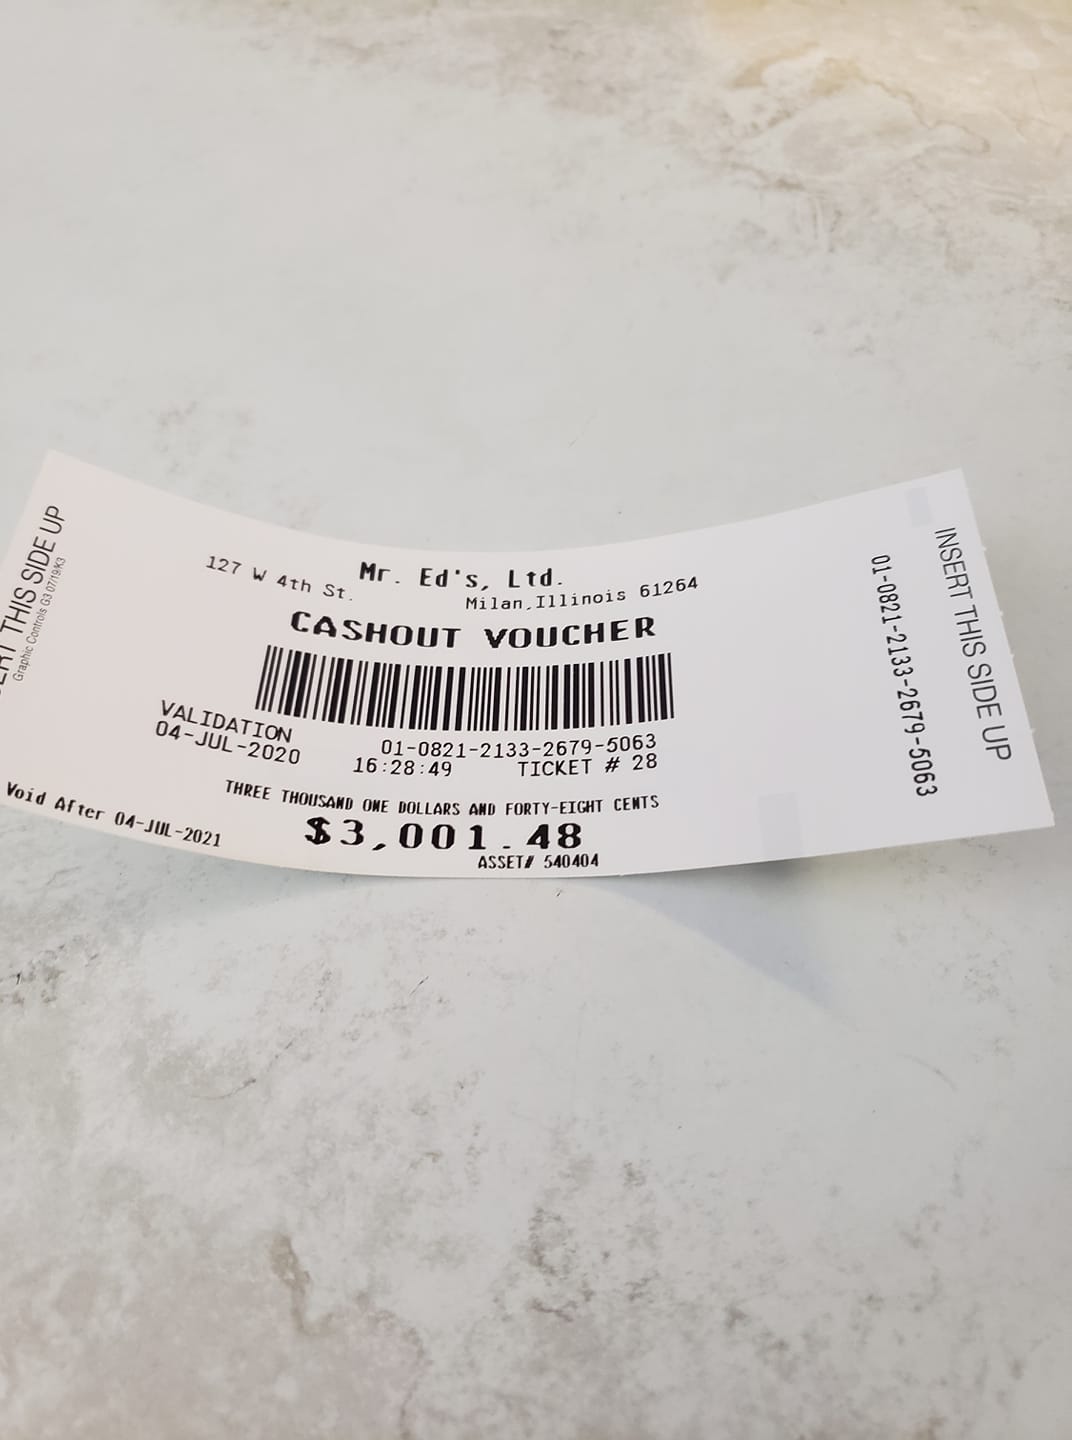 INSERT THIS SIDE UP
Graphic Controls G3 07/19/K3
Mr. Ed's, Ltd.
127 W 4th St.
Milan,Illinois 61264
CASHOUT VOUCHER
VALIDATION
01-0821-2133-2679-5063
04-JUL-2020
16:28:49
TICKET # 28
THREE THOUSAND ONE DOLLARS AND FORTY-EIGHT CENTS
Void After 04-JUL-2021
$3,001.48
ASSET# 540404
01-0821-2133-2679-5063
INSERT THIS SIDE UP